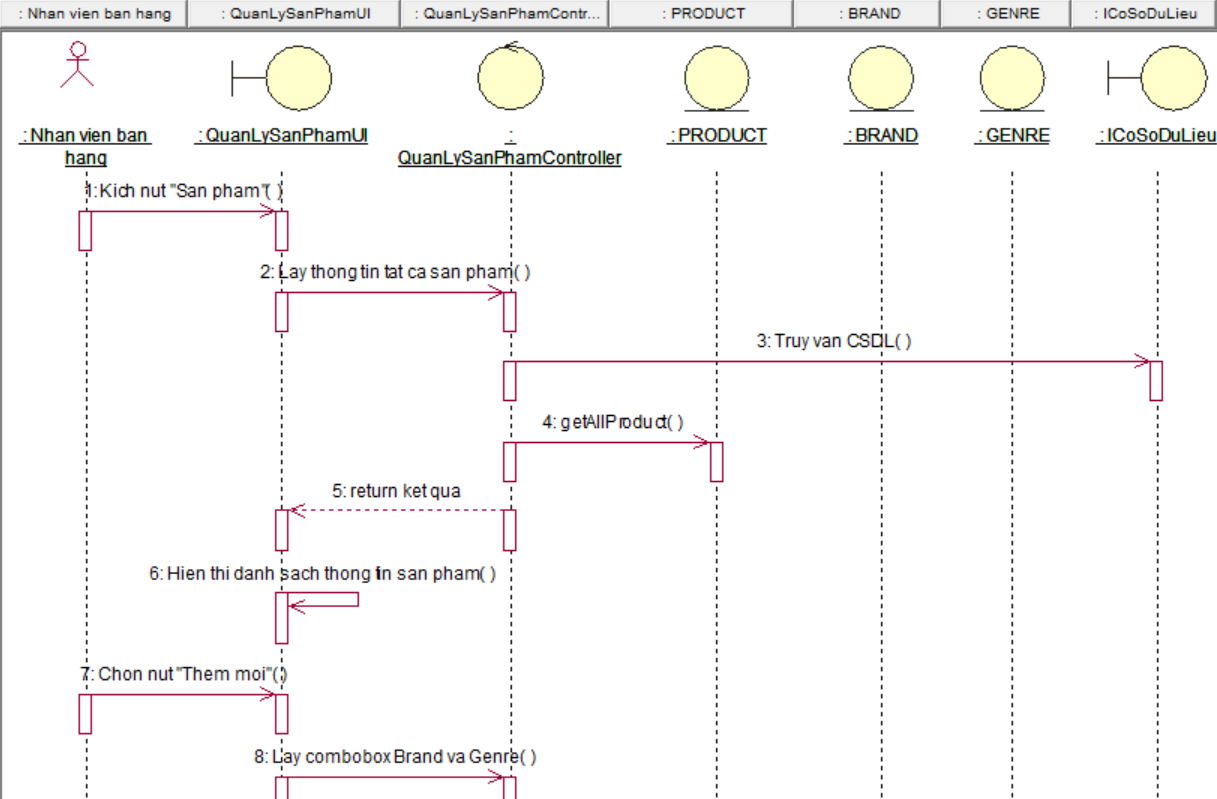 : Nhan vien ban hang
: QuanLySanPhamUI
: QuanLySanPhamContr...
: PRODUCT
: BRAND
: GENRE
: ICoSoDuLieu
: Nhan vien ban
hang
: QuanLySanPhamUI
:
QuanLySanPhamController
: PRODUCT
: BRAND
: GENRE
: ICoSoDuLieu
1: Kich nut "San pham"( )
2: Lay thong tin tat ca san pham( )
3: Truy van CSDL( )
4: getAllProduct( )
5: return ket qua
6: Hien thi danh sach thong tin san pham( )
7: Chon nut "Them moi"( )
8: Lay combobox Brand va Genre( )